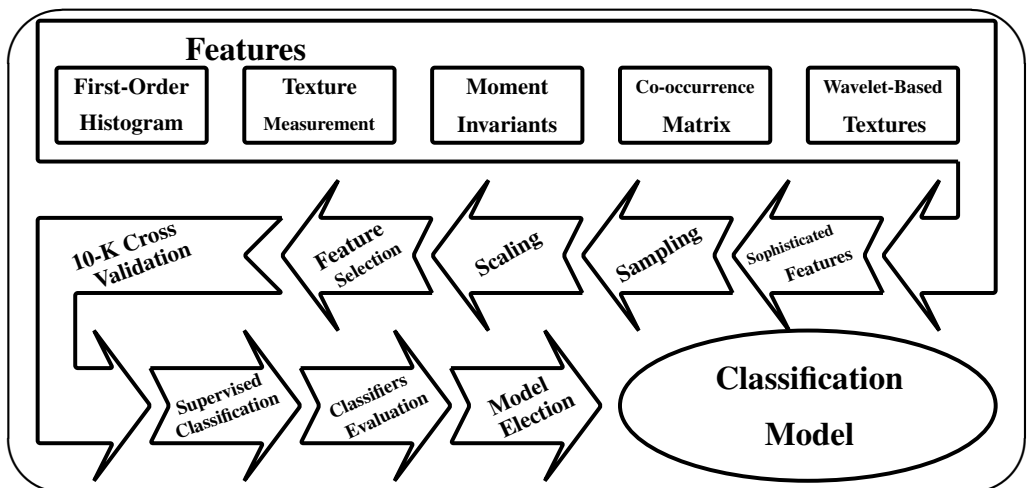 Features
First-Order
Histogram
Texture
Measurement
Moment
Invariants
Co-occurrence
Matrix
Wavelet-Based
Textures
Sophisticated
Features
Sampling
Scaling
Feature
Selection
10-K Cross
Validation
Supervised
Classification
Classifiers
Evaluation
Model
Election
Classification
Model